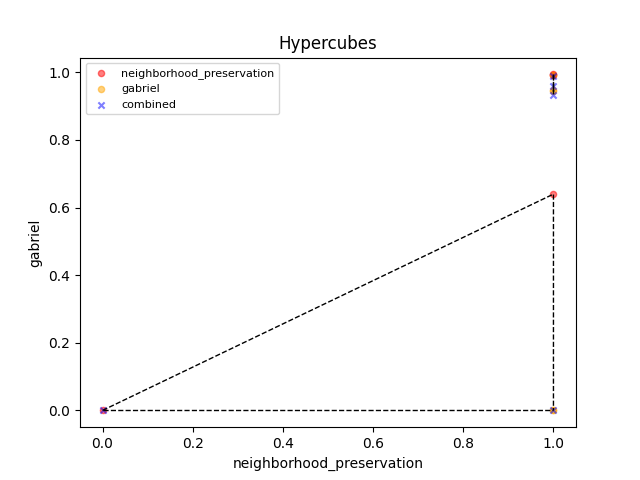 Hypercubes
neighborhood_preservation
gabriel
combined
1.0
0.8
0.6
0.4
0.2
0.0
gabriel
0.0 0.2 0.4 0.6 0.8 1.0
neighborhood_preservation